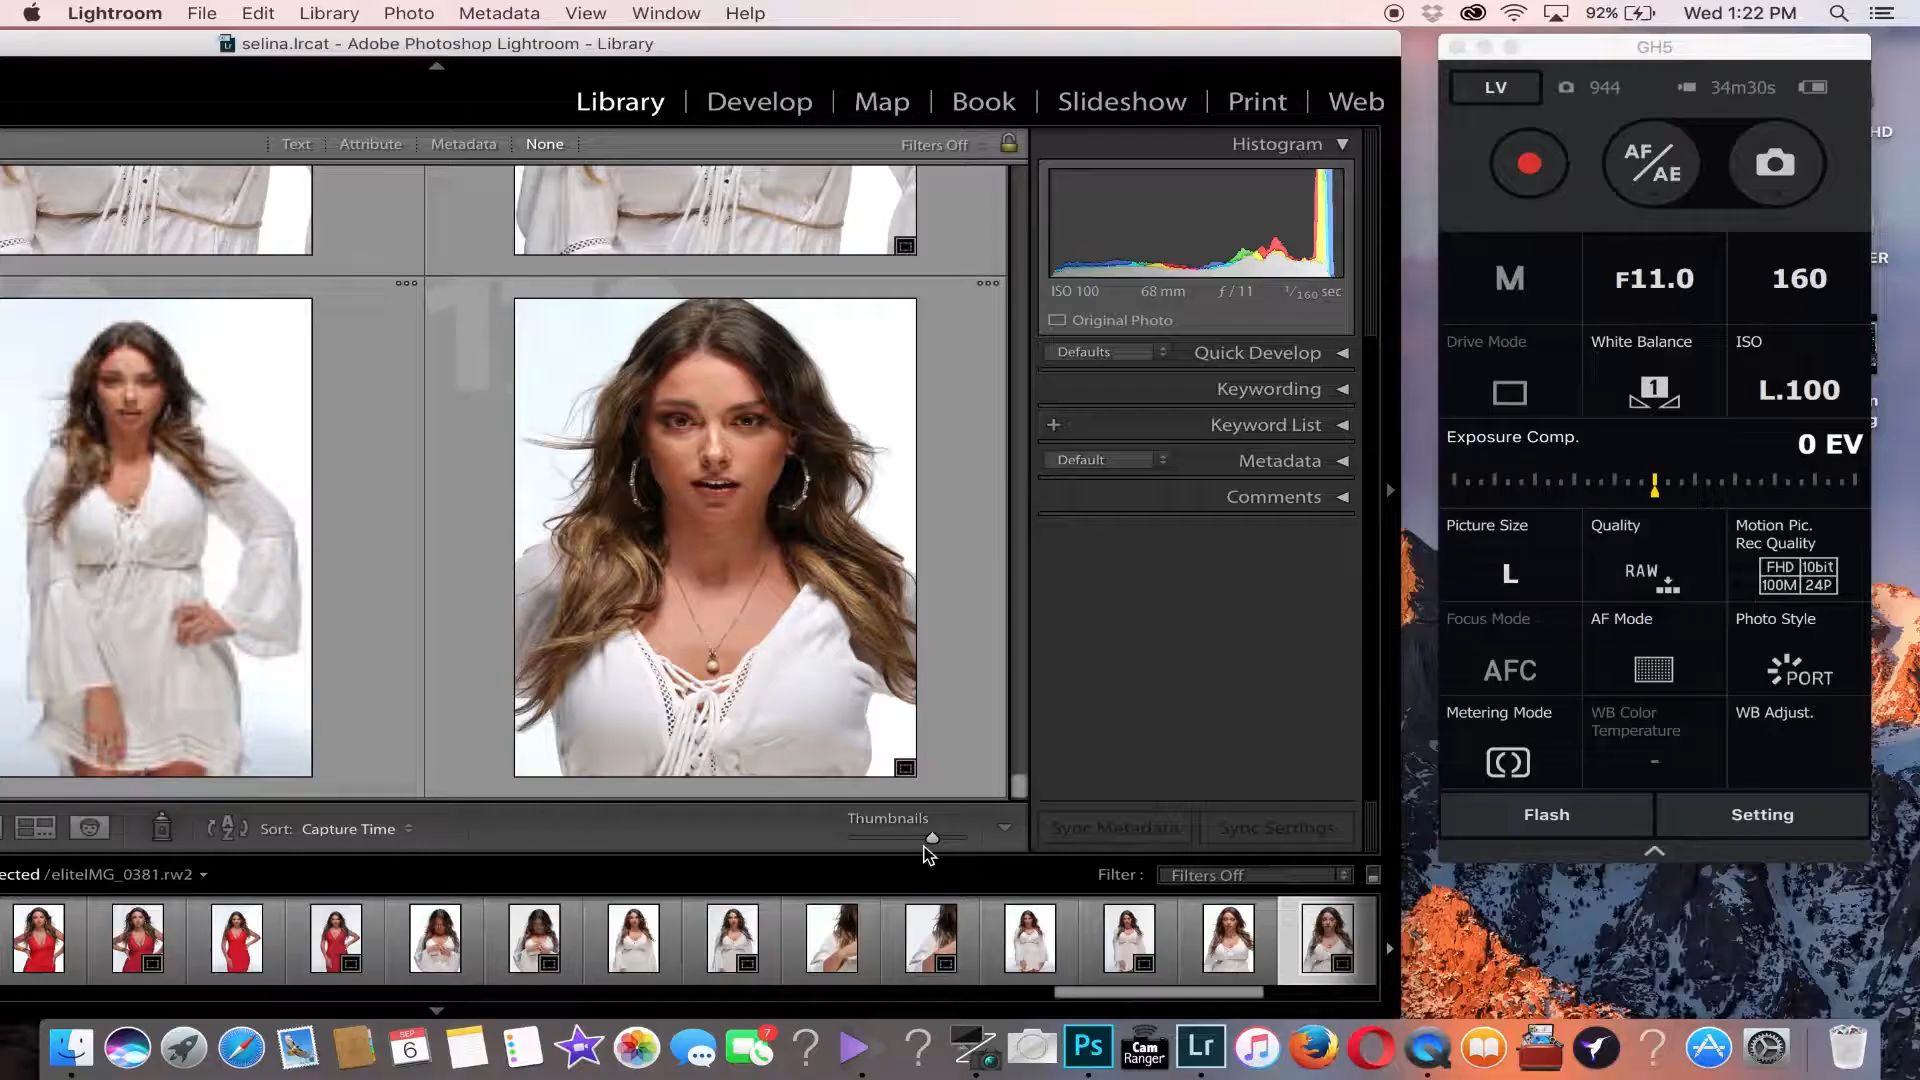 Lightroom File Edit Library Photo Metadata View Window Help 92% Wed 1:22 PM
selina.lrcat - Adobe Photoshop Lightroom - Library
GH5
LV 944 34m30s
Library | Develop | Map | Book | Slideshow | Print | Web
Text Attribute Metadata None Filters Off
Histogram
AF/AE
ISO 100 68 mm f / 11 1/160 sec
Original Photo
M F11.0 160
Defaults Quick Develop
Drive Mode White Balance ISO
Keywording
1 L.100
Keyword List
Exposure Comp. 0 EV
Default Metadata
Comments
Picture Size Quality Motion Pic.
Rec Quality
L RAW FHD 10bit
100M 24P
Focus Mode AF Mode Photo Style
AFC PORT
Metering Mode WB Color
Temperature WB Adjust.
-
Flash Setting
Thumbnails
Sort: Capture Time
Sync Metadata Sync Settings
ected /eliteIMG_0381.rw2
Filter : Filters Off
SEP
6
7
Ps
Cam
Ranger
Lr
HD
ER